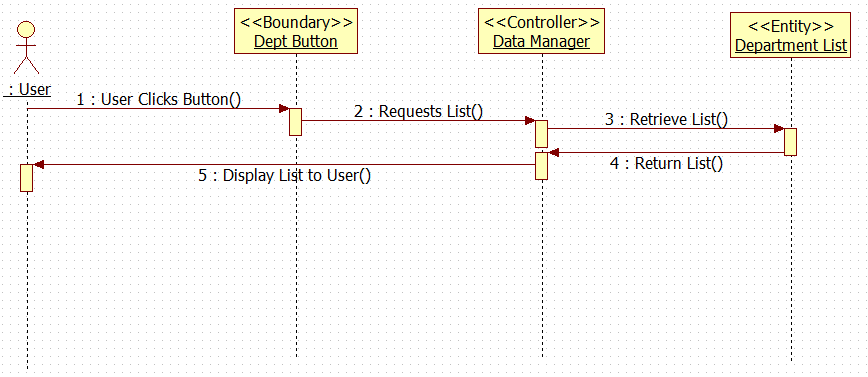 <<Boundary>>
Dept Button
<<Controller>>
Data Manager
<<Entity>>
Department List
: User
1 : User Clicks Button()
2 : Requests List()
3 : Retrieve List()
4 : Return List()
5 : Display List to User()